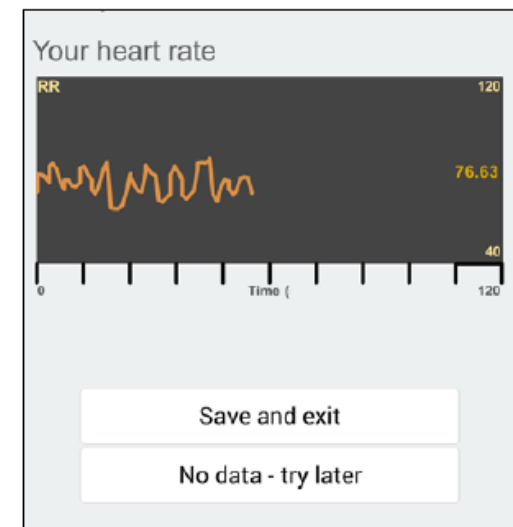 Your heart rate
RR 120
76.63
40
0 Time ( 120
Save and exit
No data - try later